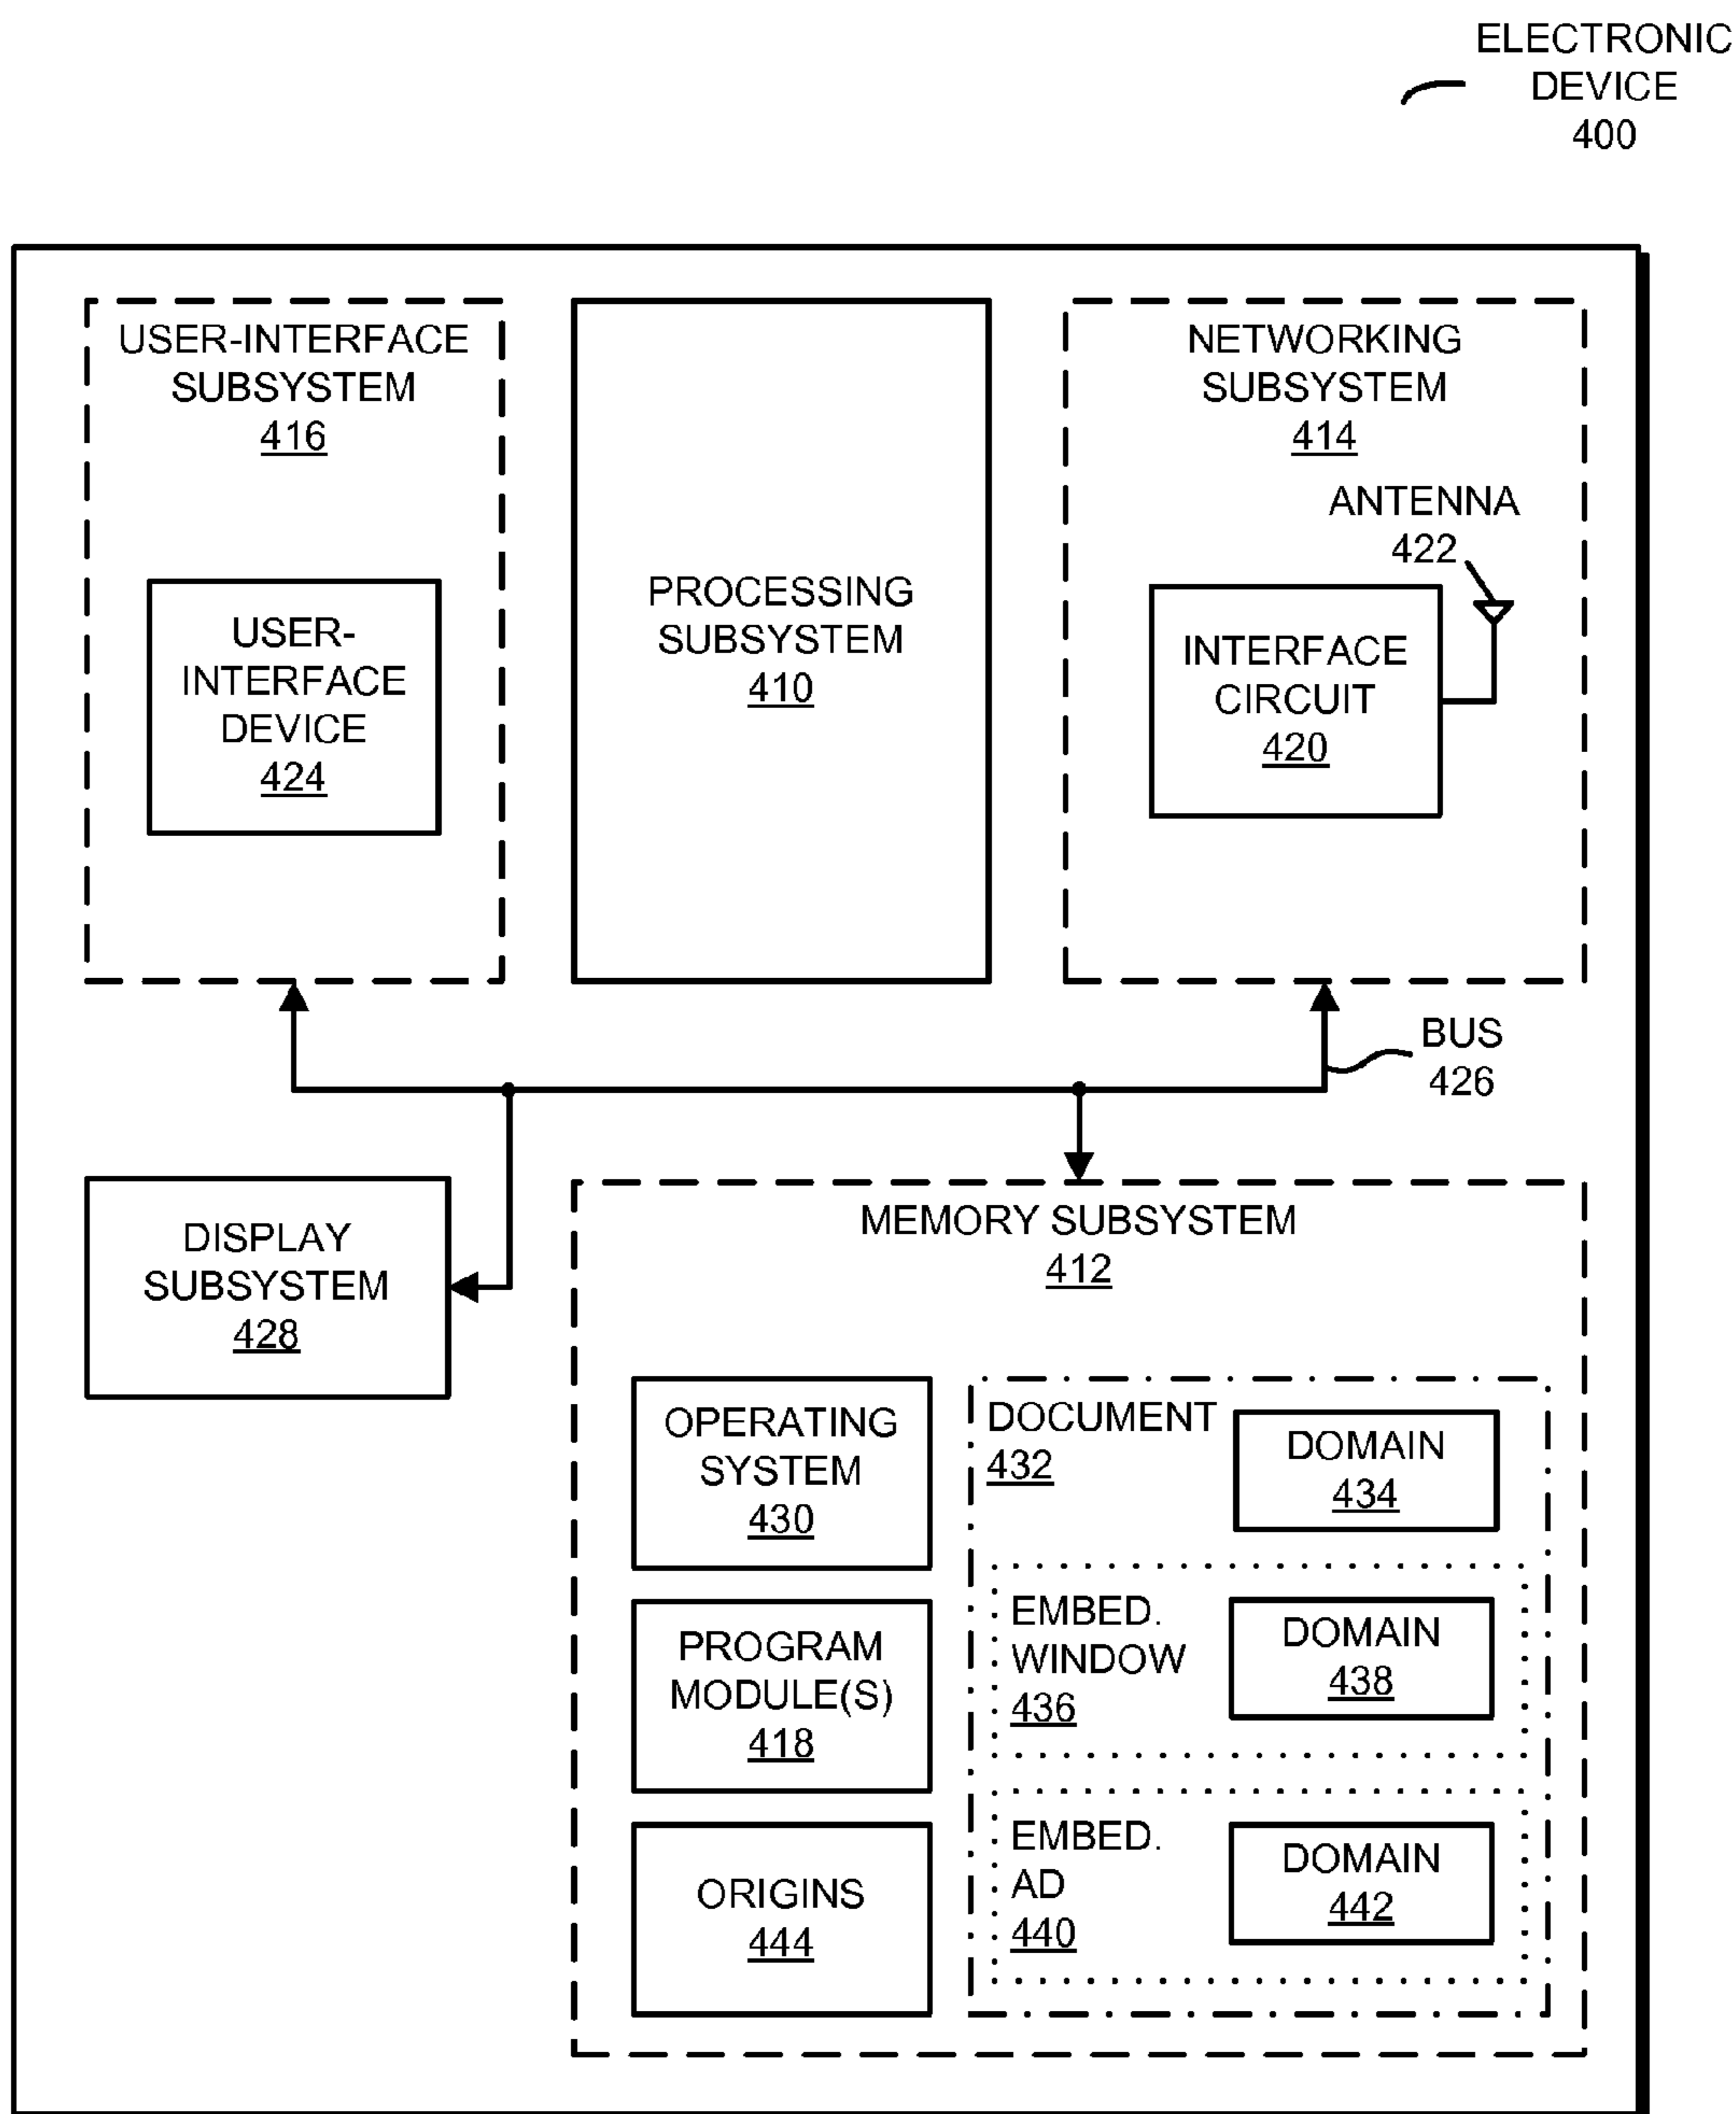 ELECTRONIC
DEVICE
400
USER-INTERFACE
SUBSYSTEM
416
USER-
INTERFACE
DEVICE
424
PROCESSING
SUBSYSTEM
410
NETWORKING
SUBSYSTEM
414
ANTENNA
422
INTERFACE
CIRCUIT
420
BUS
426
DISPLAY
SUBSYSTEM
428
MEMORY SUBSYSTEM
412
OPERATING
SYSTEM
430
PROGRAM
MODULE(S)
418
ORIGINS
444
DOCUMENT
432
DOMAIN
434
EMBED.
WINDOW
436
DOMAIN
438
EMBED.
AD
440
DOMAIN
442